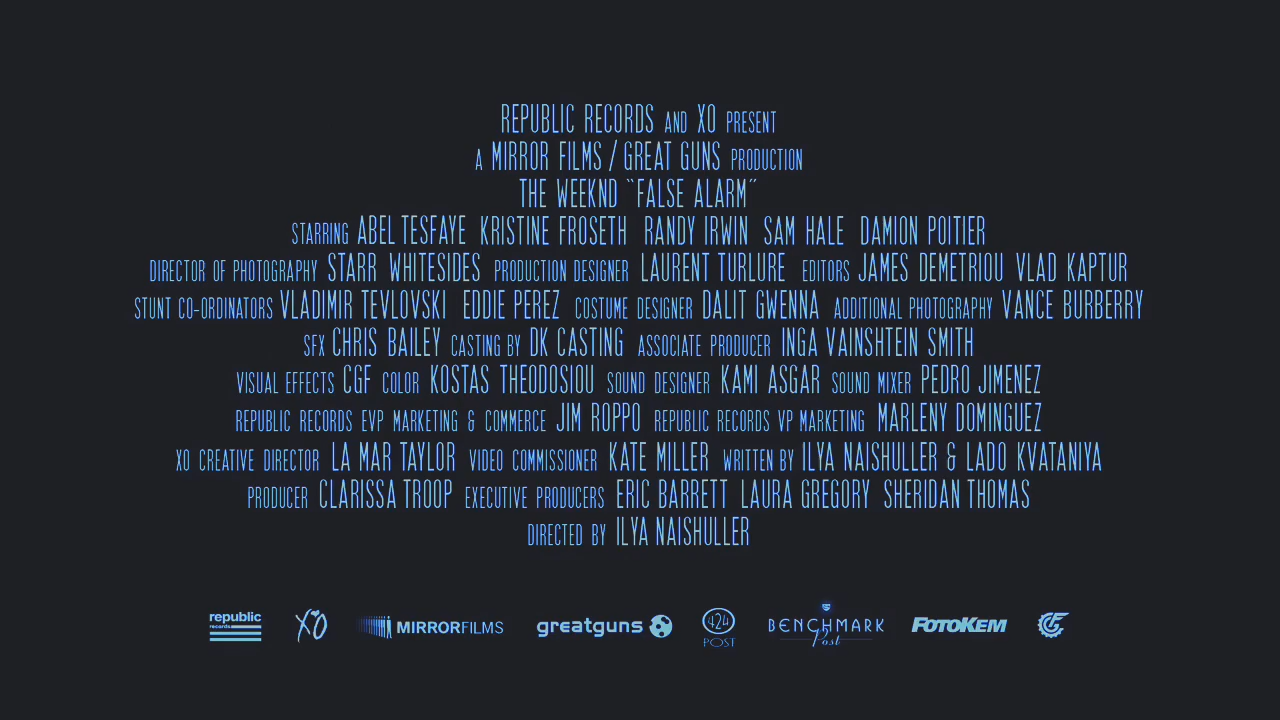 REPUBLIC RECORDS AND XO PRESENT
A MIRROR FILMS / GREAT GUNS PRODUCTION
THE WEEKND "FALSE ALARM"
STARRING ABEL TESFAYE KRISTINE FROSETH RANDY IRWIN SAM HALE DAMION POITIER
DIRECTOR OF PHOTOGRAPHY STARR WHITESIDES PRODUCTION DESIGNER LAURENT TURLURE EDITORS JAMES DEMETRIOU VLAD KAPTUR
STUNT CO-ORDINATORS VLADIMIR TEVLOVSKI EDDIE PEREZ COSTUME DESIGNER DALIT GWENNA ADDITIONAL PHOTOGRAPHY VANCE BURBERRY
SFX CHRIS BAILEY CASTING BY DK CASTING ASSOCIATE PRODUCER INGA VAINSHTEIN SMITH
VISUAL EFFECTS CGF COLOR KOSTAS THEODOSIOU SOUND DESIGNER KAMI ASGAR SOUND MIXER PEDRO JIMENEZ
REPUBLIC RECORDS EVP MARKETING & COMMERCE JIM ROPPO REPUBLIC RECORDS VP MARKETING MARLENY DOMINGUEZ
XO CREATIVE DIRECTOR LA MAR TAYLOR VIDEO COMMISSIONER KATE MILLER WRITTEN BY ILYA NAISHULLER & LADO KVATANIYA
PRODUCER CLARISSA TROOP EXECUTIVE PRODUCERS ERIC BARRETT LAURA GREGORY SHERIDAN THOMAS
DIRECTED BY ILYA NAISHULLER
republic records XO MIRRORFILMS greatguns 424 POST BENCHMARK Post FOTOKEM CGF